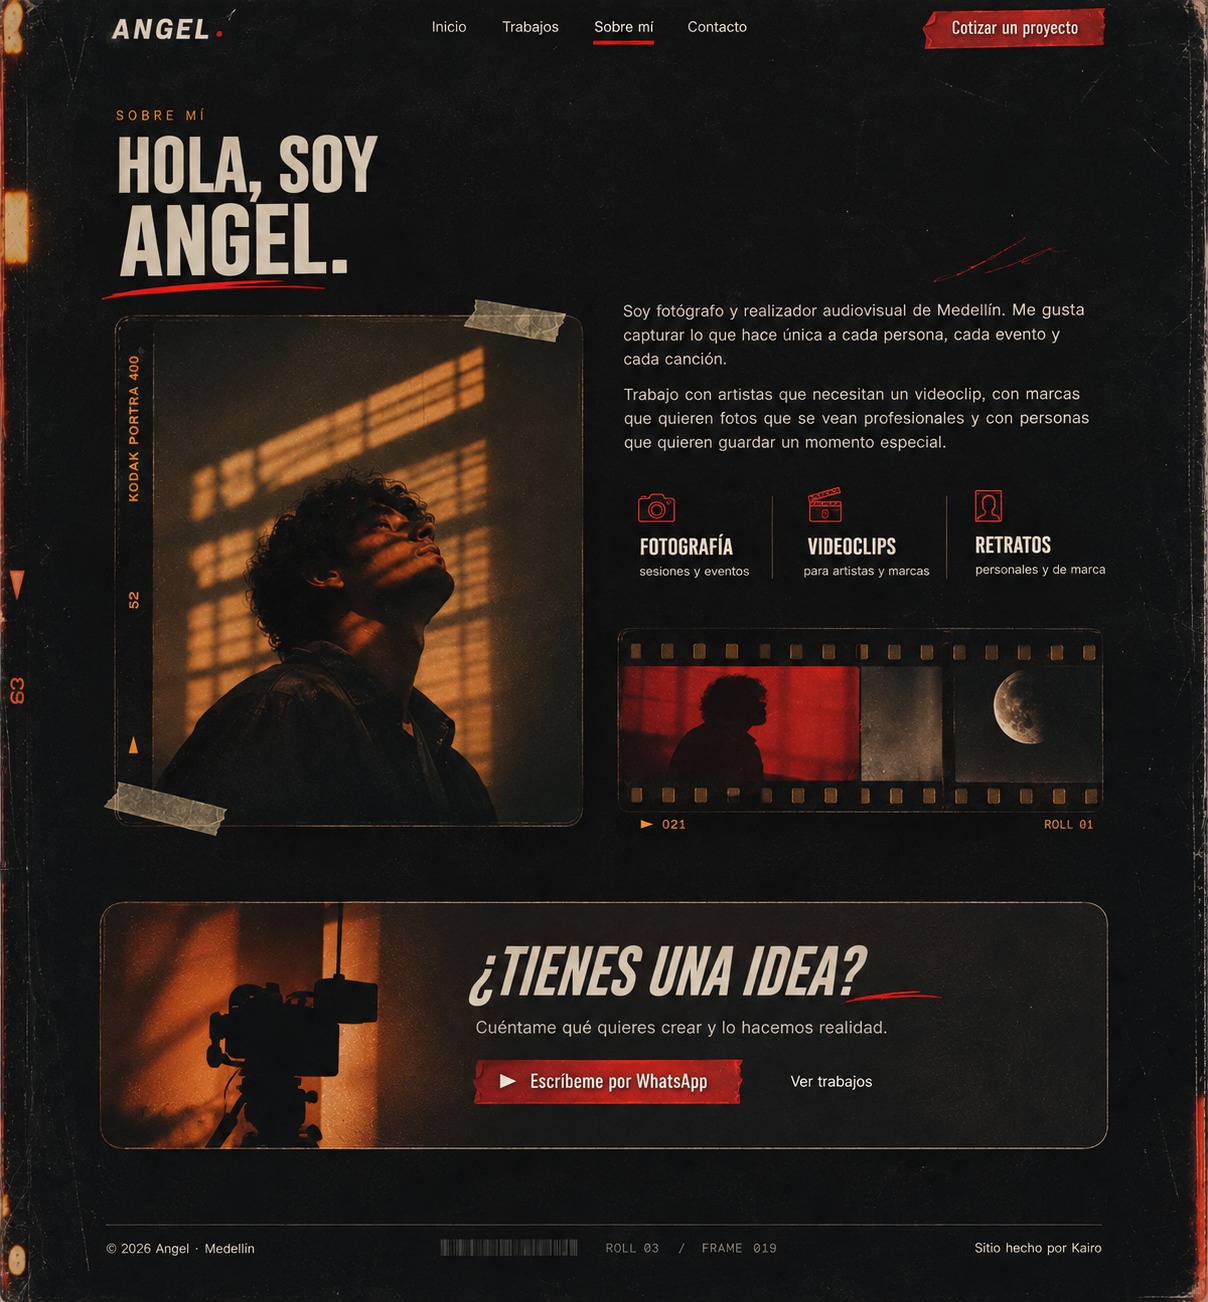 ANGEL.
Inicio
Trabajos
Sobre mí
Contacto
Cotizar un proyecto
SOBRE MÍ
HOLA, SOY
ANGEL.
KODAK PORTRA 400
52
63
Soy fotógrafo y realizador audiovisual de Medellín. Me gusta
capturar lo que hace única a cada persona, cada evento y
cada canción.
Trabajo con artistas que necesitan un videoclip, con marcas
que quieren fotos que se vean profesionales y con personas
que quieren guardar un momento especial.
FOTOGRAFÍA
sesiones y eventos
VIDEOCLIPS
para artistas y marcas
RETRATOS
personales y de marca
021
ROLL 01
¿TIENES UNA IDEA?
Cuéntame qué quieres crear y lo hacemos realidad.
Escríbeme por WhatsApp
Ver trabajos
© 2026 Angel · Medellín
ROLL 03 / FRAME 019
Sitio hecho por Kairo